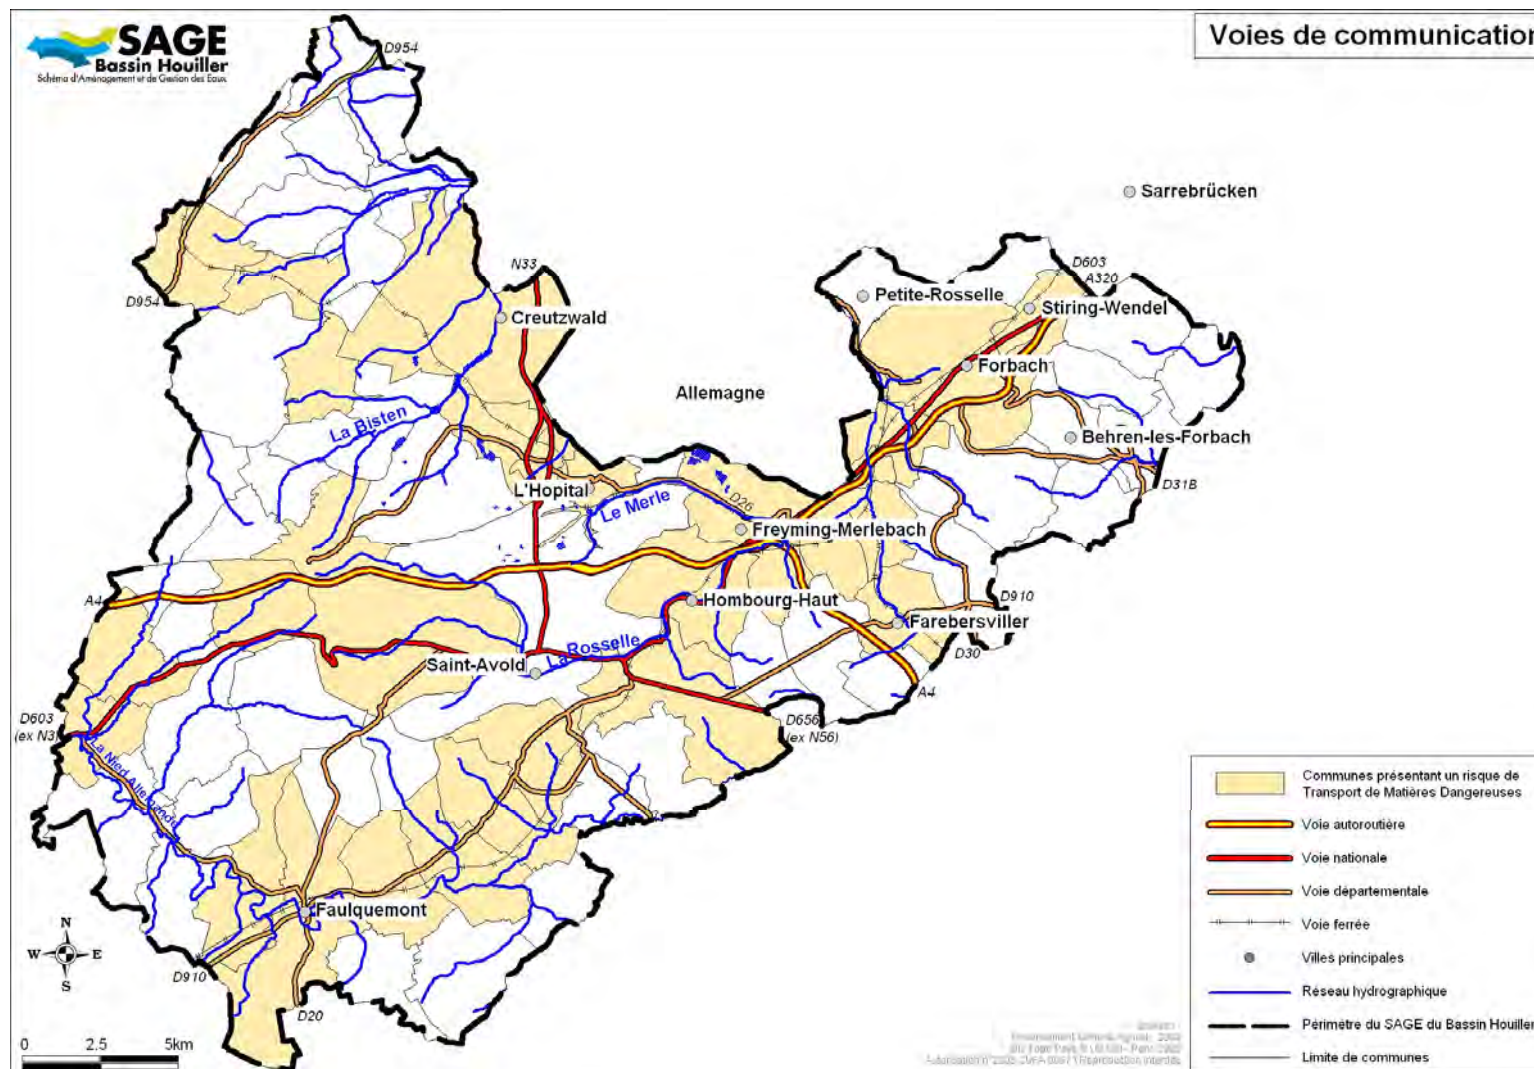 SAGE
Bassin Houiller
Schéma d'Aménagement et de Gestion des Eaux
Voies de communication
D954
Sarrebrücken
N33
D603
A320
D954
Petite-Rosselle
Stiring-Wendel
Creutzwald
Forbach
Allemagne
La Bisten
Behren-les-Forbach
D31B
L'Hopital
Le Merle
D26
Freyming-Merlebach
A4
Hombourg-Haut
D910
Farebersviller
La Rosselle
D30
Saint-Avold
A4
D603
(ex N3)
D656
(ex N56)
La Nied Allemande
Faulquemont
D910
D20
N
W E
S
0 2.5 5km
Communes présentant un risque de
Transport de Matières Dangereuses
Voie autoroutière
Voie nationale
Voie départementale
Voie ferrée
Villes principales
Réseau hydrographique
Périmètre du SAGE du Bassin Houiller
Limite de communes